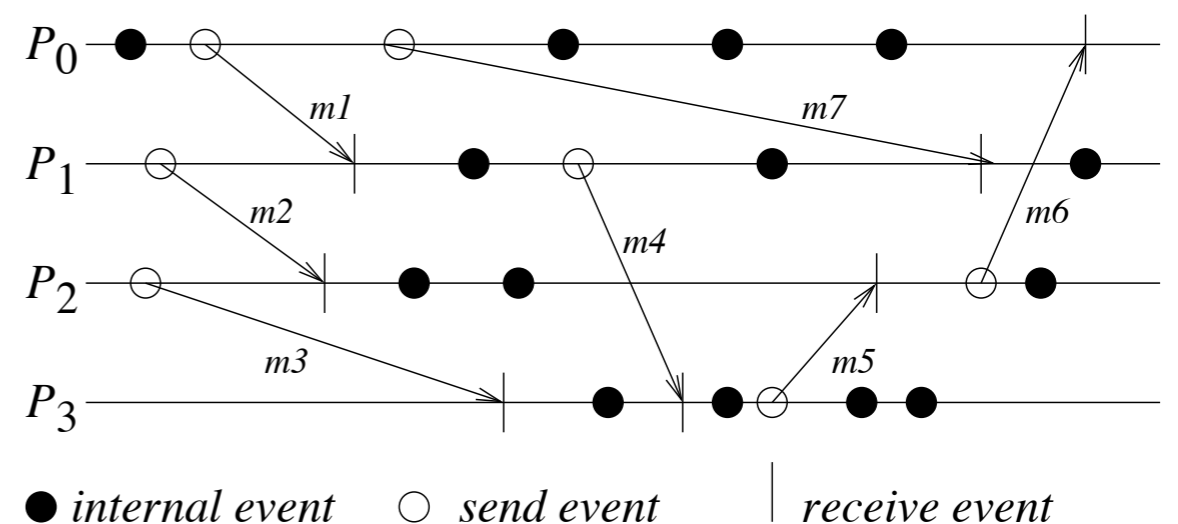 P0
m1
m7
P1
m2
m4
m6
P2
m3
m5
P3
internal event send event receive event